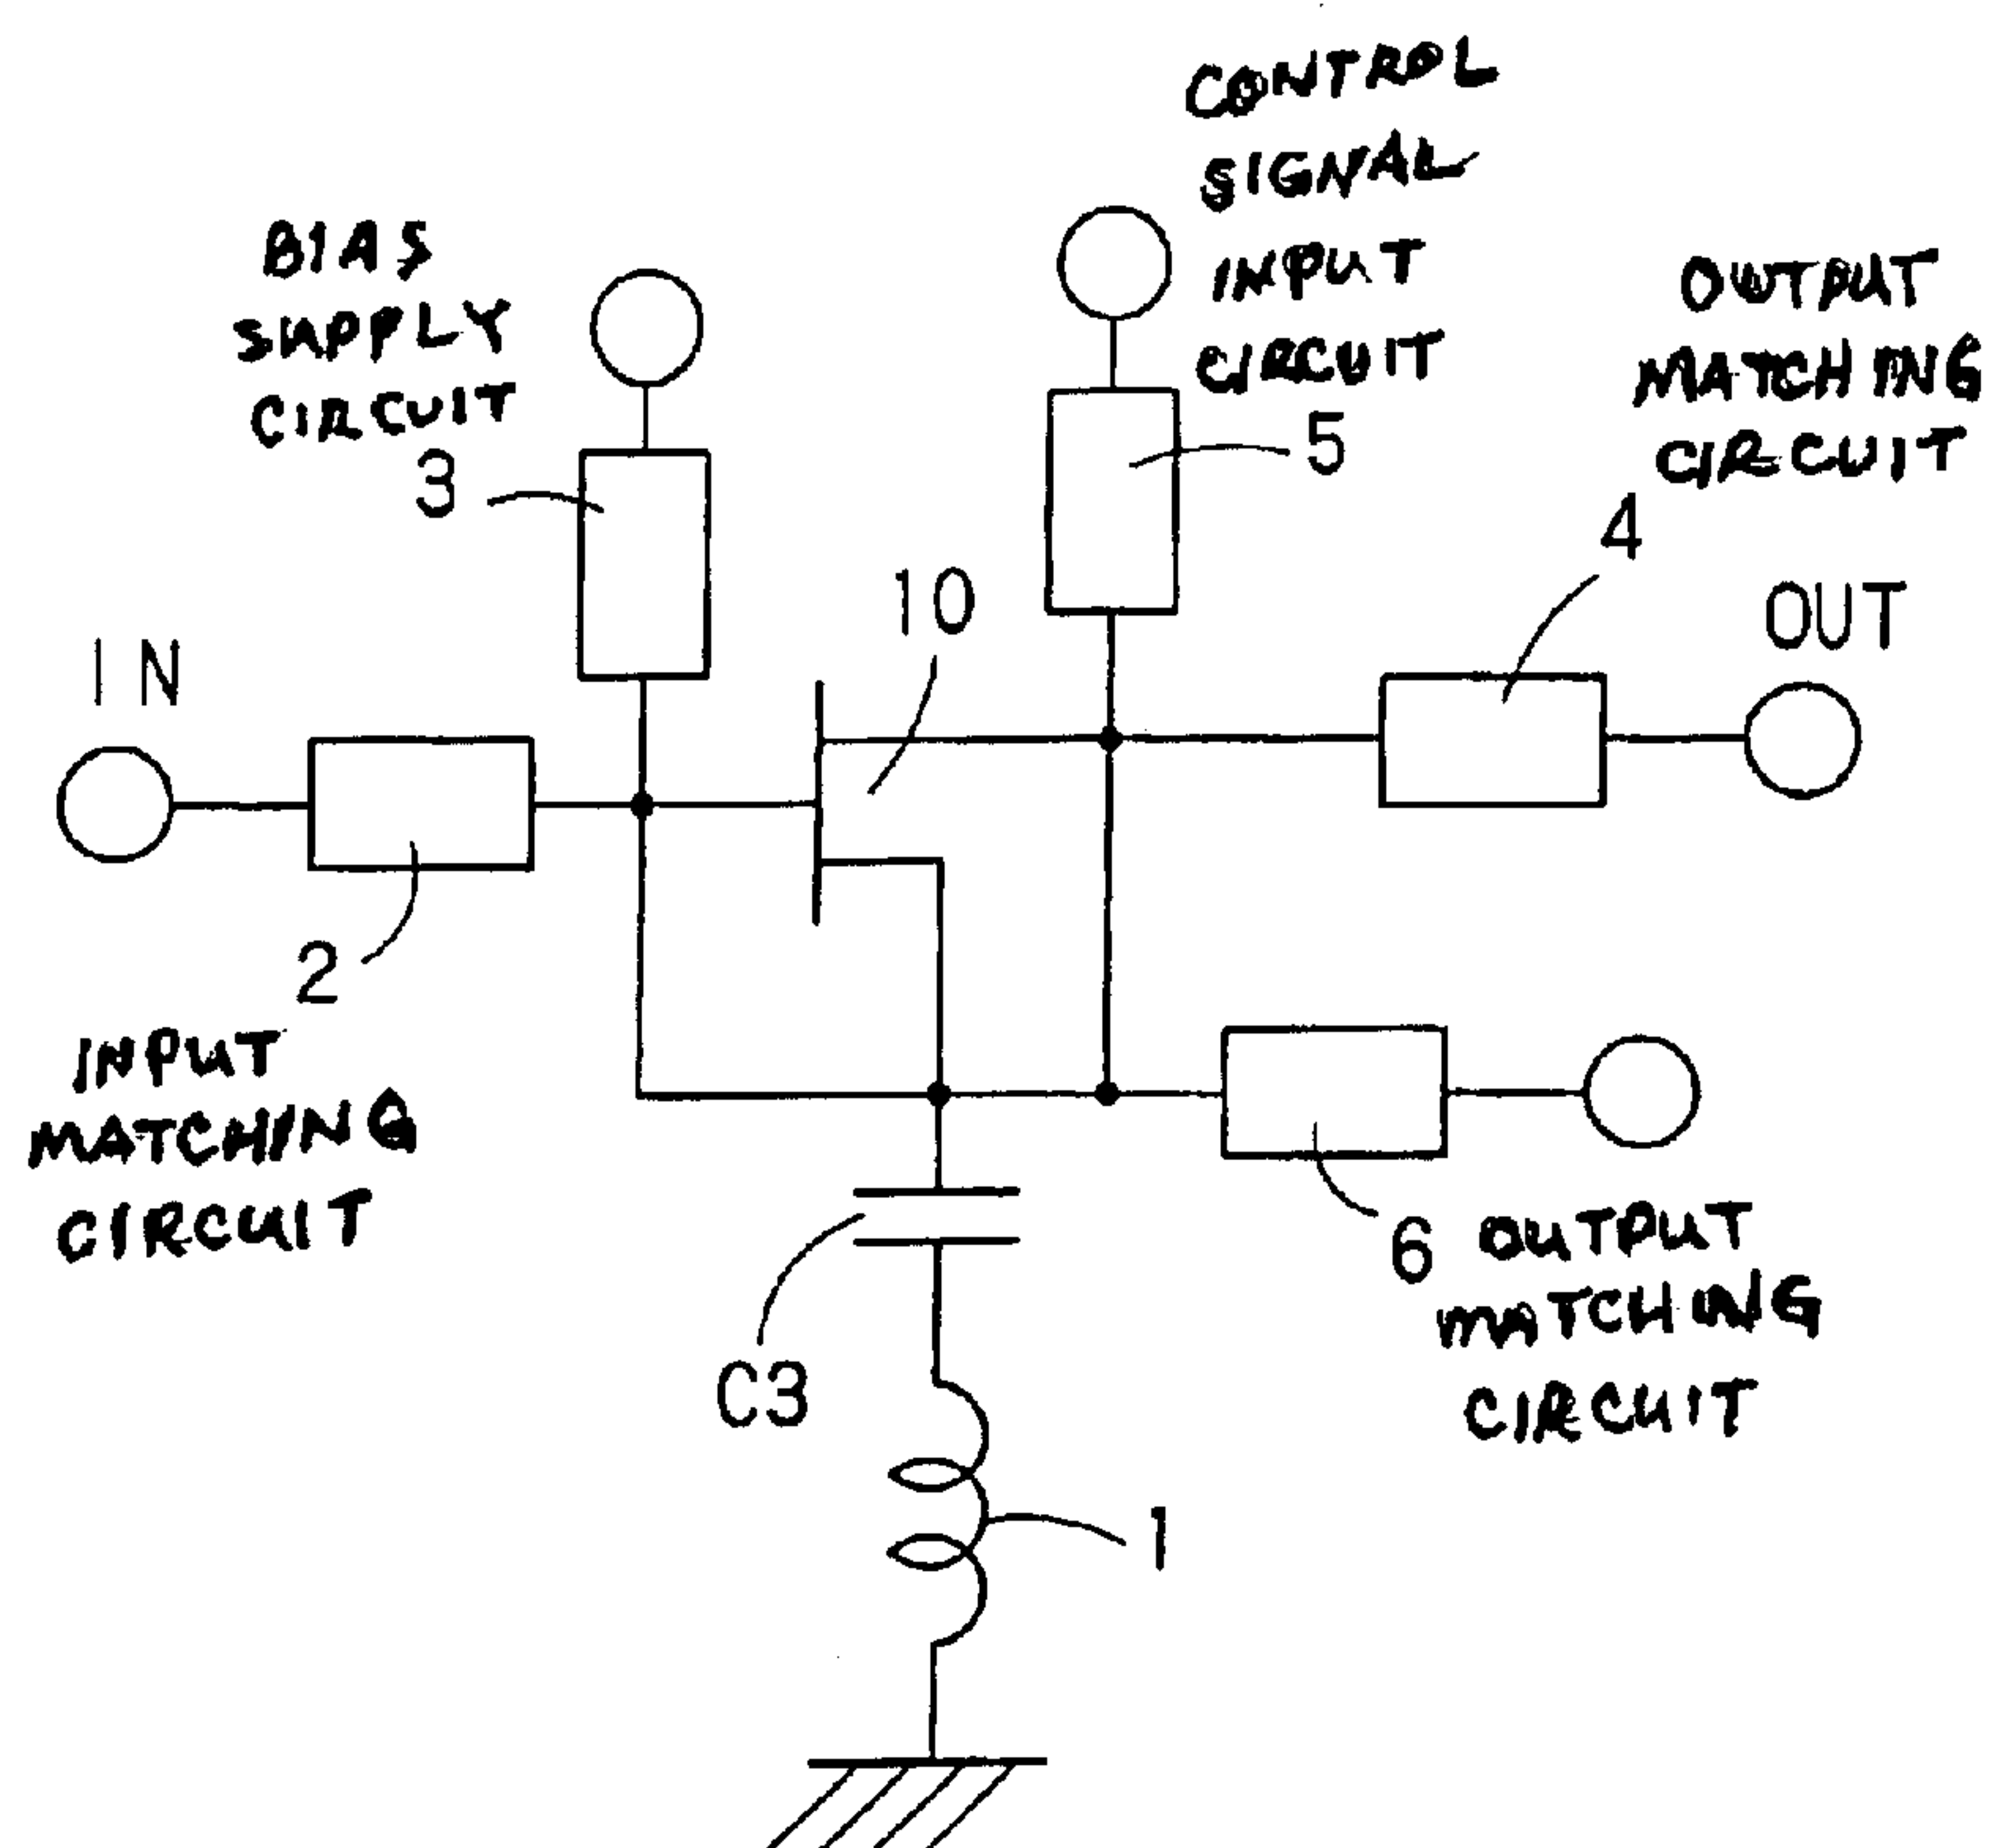 CONTROL
SIGNAL
INPUT
CIRCUIT
5
BIAS
SUPPLY
CIRCUIT
3
OUTPUT
MATCHING
CIRCUIT
4
10
IN
OUT
2
INPUT
MATCHING
CIRCUIT
6 OUTPUT
MATCHING
CIRCUIT
C3
1